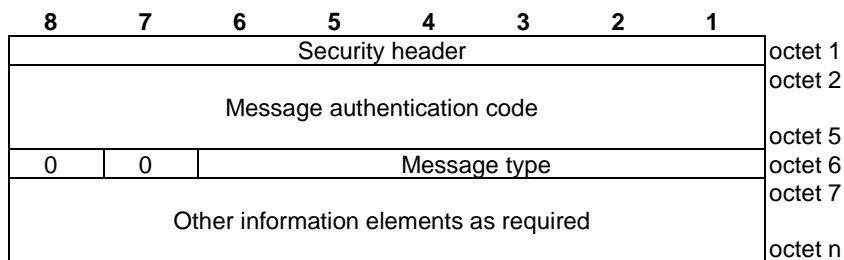 8 7 6 5 4 3 2 1
Security header octet 1
octet 2
Message authentication code
octet 5
0 0 Message type octet 6
octet 7
Other information elements as required
octet n